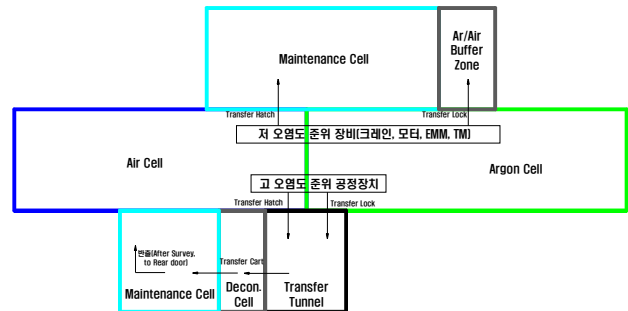 Maintenance Cell
Ar/Air
Buffer
Zone
Transfer Hatch
Transfer Lock
저 오염도 준위 장비(크레인, 모터, EMM, TM)
Air Cell
Argon Cell
고 오염도 준위 공정장치
Transfer Hatch
Transfer Lock
반출(After Survey,
to Rear door)
Transfer Cart
Maintenance Cell
Decon.
Cell
Transfer
Tunnel